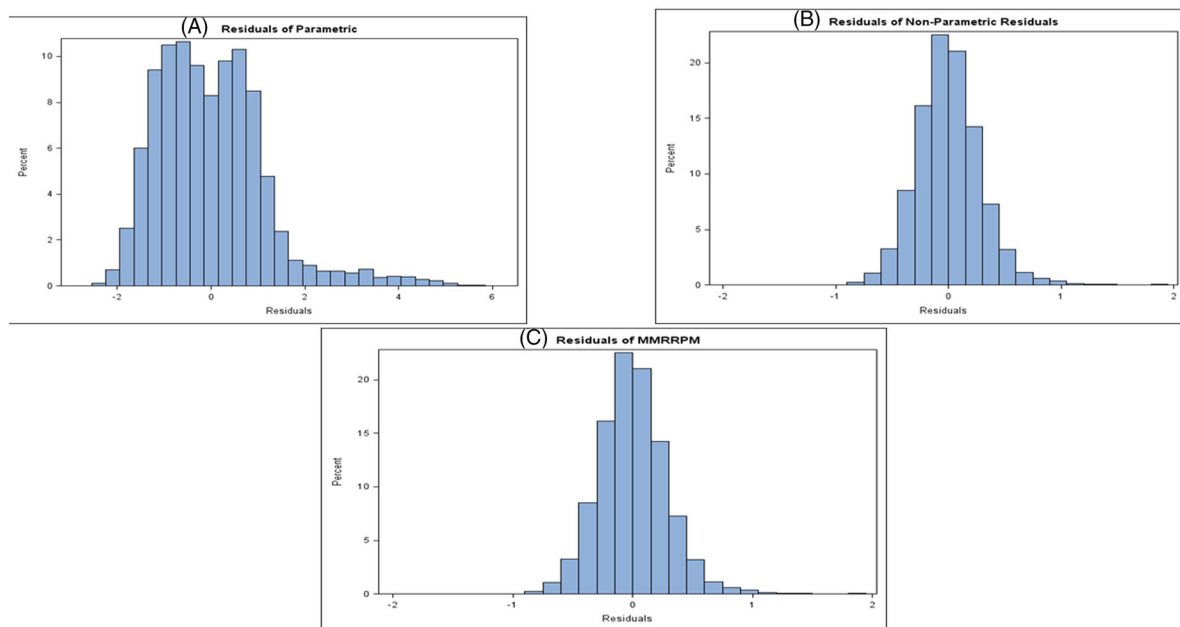 (A) Residuals of Parametric
10
8
6
4
2
0
Percent
-2 0 2 4 6
Residuals
(B) Residuals of Non-Parametric Residuals
20
15
10
5
0
Percent
-2 -1 0 1 2
Residuals
(C) Residuals of MMRRPM
20
15
10
5
0
Percent
-2 -1 0 1 2
Residuals